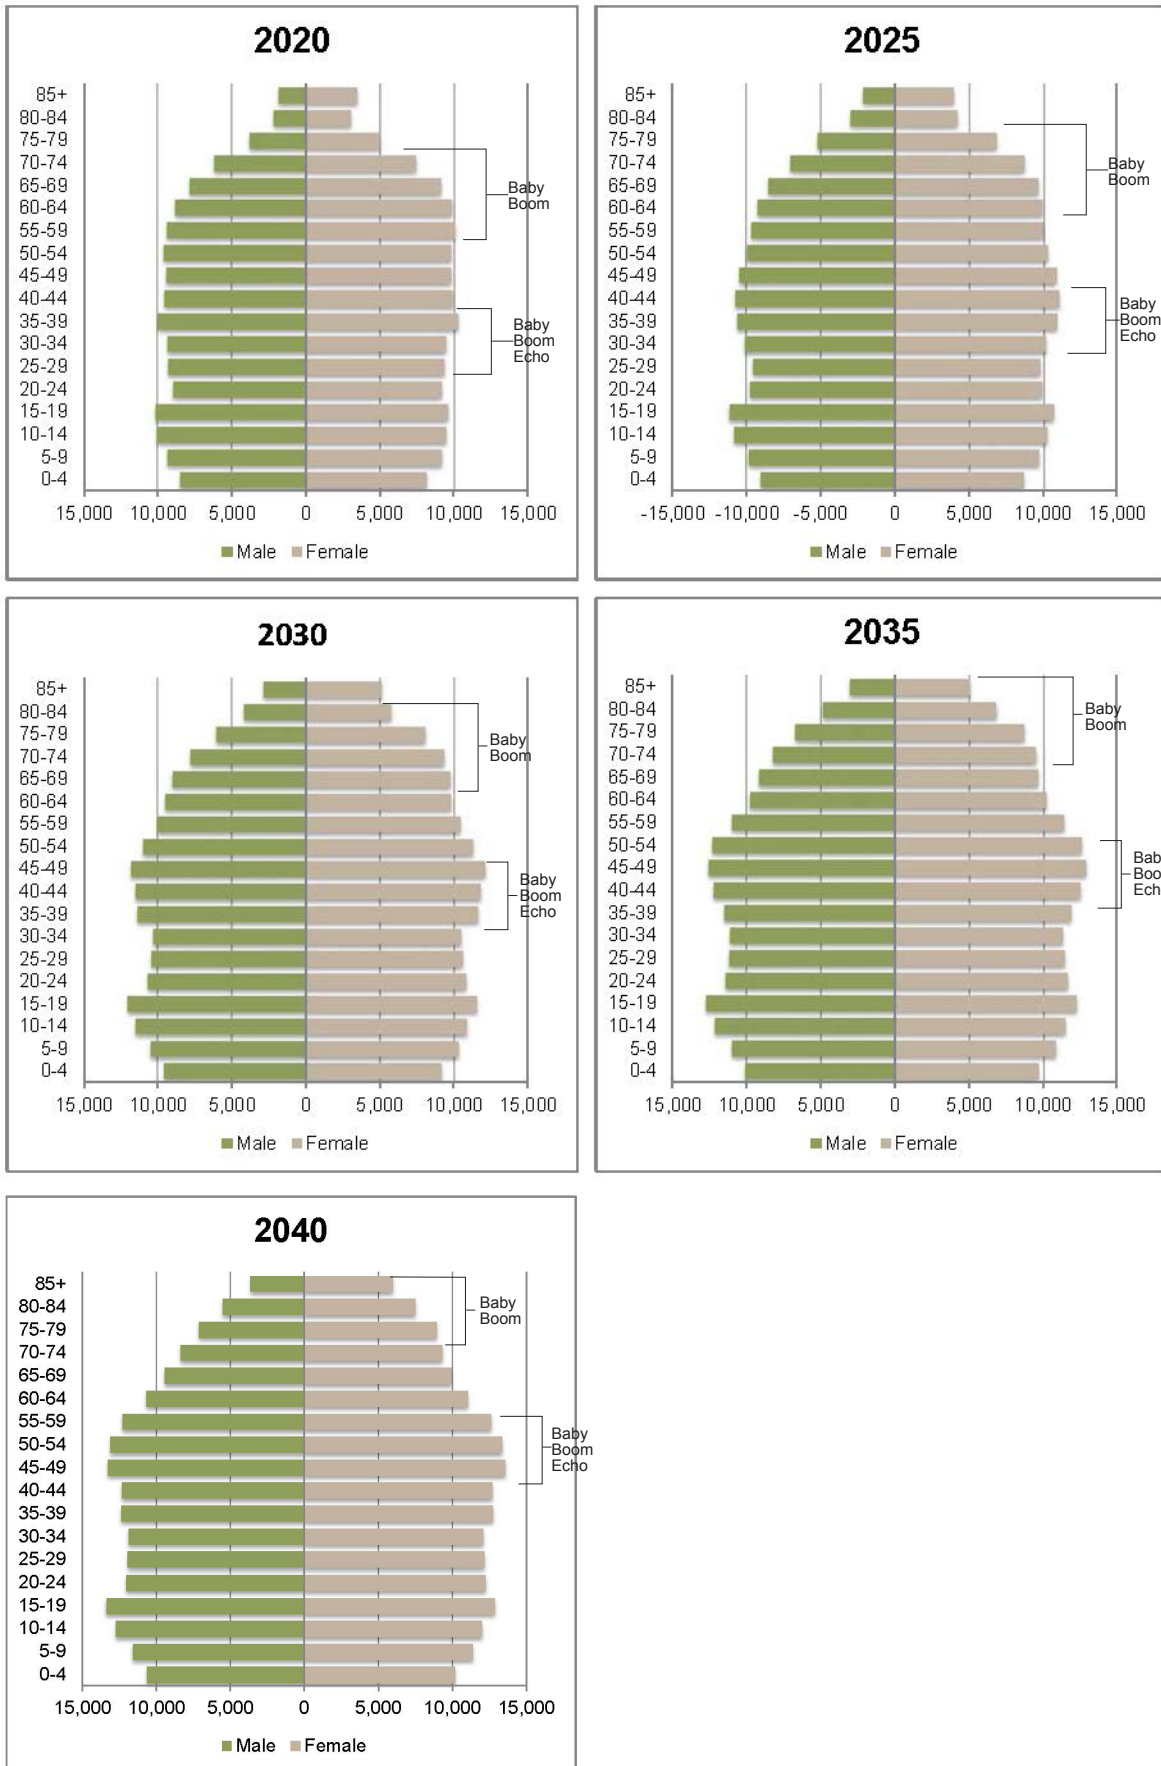 2020
85+
80-84
75-79
70-74
65-69
60-64
55-59
50-54
45-49
40-44
35-39
30-34
25-29
20-24
15-19
10-14
5-9
0-4
Baby
Boom
Baby
Boom
Echo
15,000 10,000 5,000 0 5,000 10,000 15,000
Male Female
2025
85+
80-84
75-79
70-74
65-69
60-64
55-59
50-54
45-49
40-44
35-39
30-34
25-29
20-24
15-19
10-14
5-9
0-4
Baby
Boom
Baby
Boom
Echo
-15,000 -10,000 -5,000 0 5,000 10,000 15,000
Male Female
2030
85+
80-84
75-79
70-74
65-69
60-64
55-59
50-54
45-49
40-44
35-39
30-34
25-29
20-24
15-19
10-14
5-9
0-4
Baby
Boom
Baby
Boom
Echo
15,000 10,000 5,000 0 5,000 10,000 15,000
Male Female
2035
85+
80-84
75-79
70-74
65-69
60-64
55-59
50-54
45-49
40-44
35-39
30-34
25-29
20-24
15-19
10-14
5-9
0-4
Baby
Boom
Bab
Boo
Ech
15,000 10,000 5,000 0 5,000 10,000 15,000
Male Female
2040
85+
80-84
75-79
70-74
65-69
60-64
55-59
50-54
45-49
40-44
35-39
30-34
25-29
20-24
15-19
10-14
5-9
0-4
Baby
Boom
Baby
Boom
Echo
15,000 10,000 5,000 0 5,000 10,000 15,000
Male Female